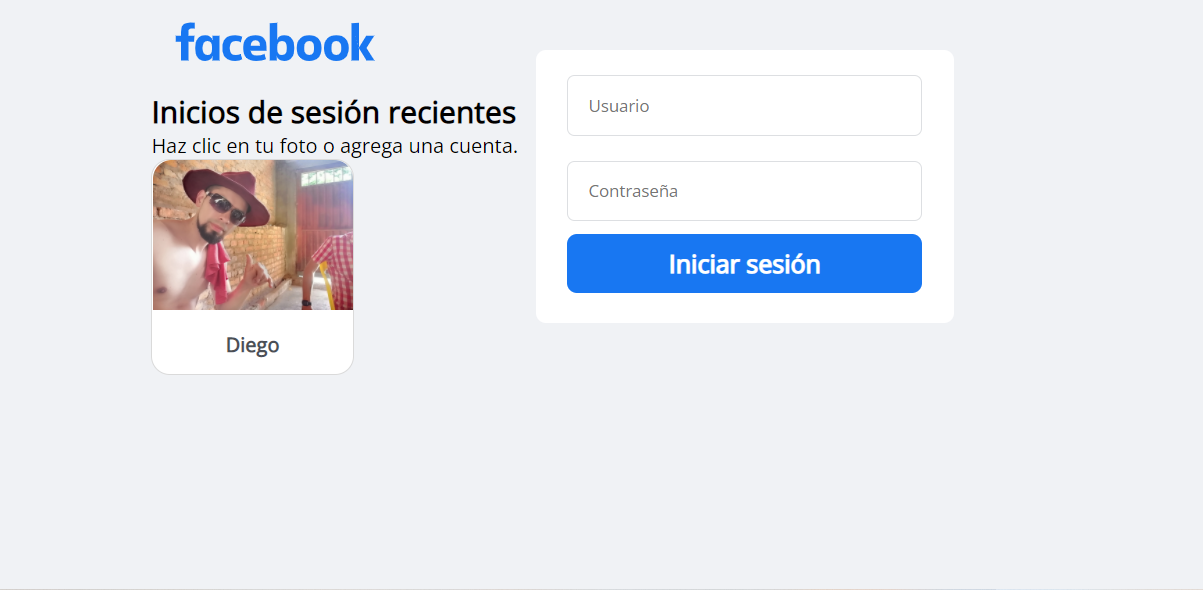 facebook
Inicios de sesión recientes
Haz clic en tu foto o agrega una cuenta.
Diego
Usuario
Contraseña
Iniciar sesión